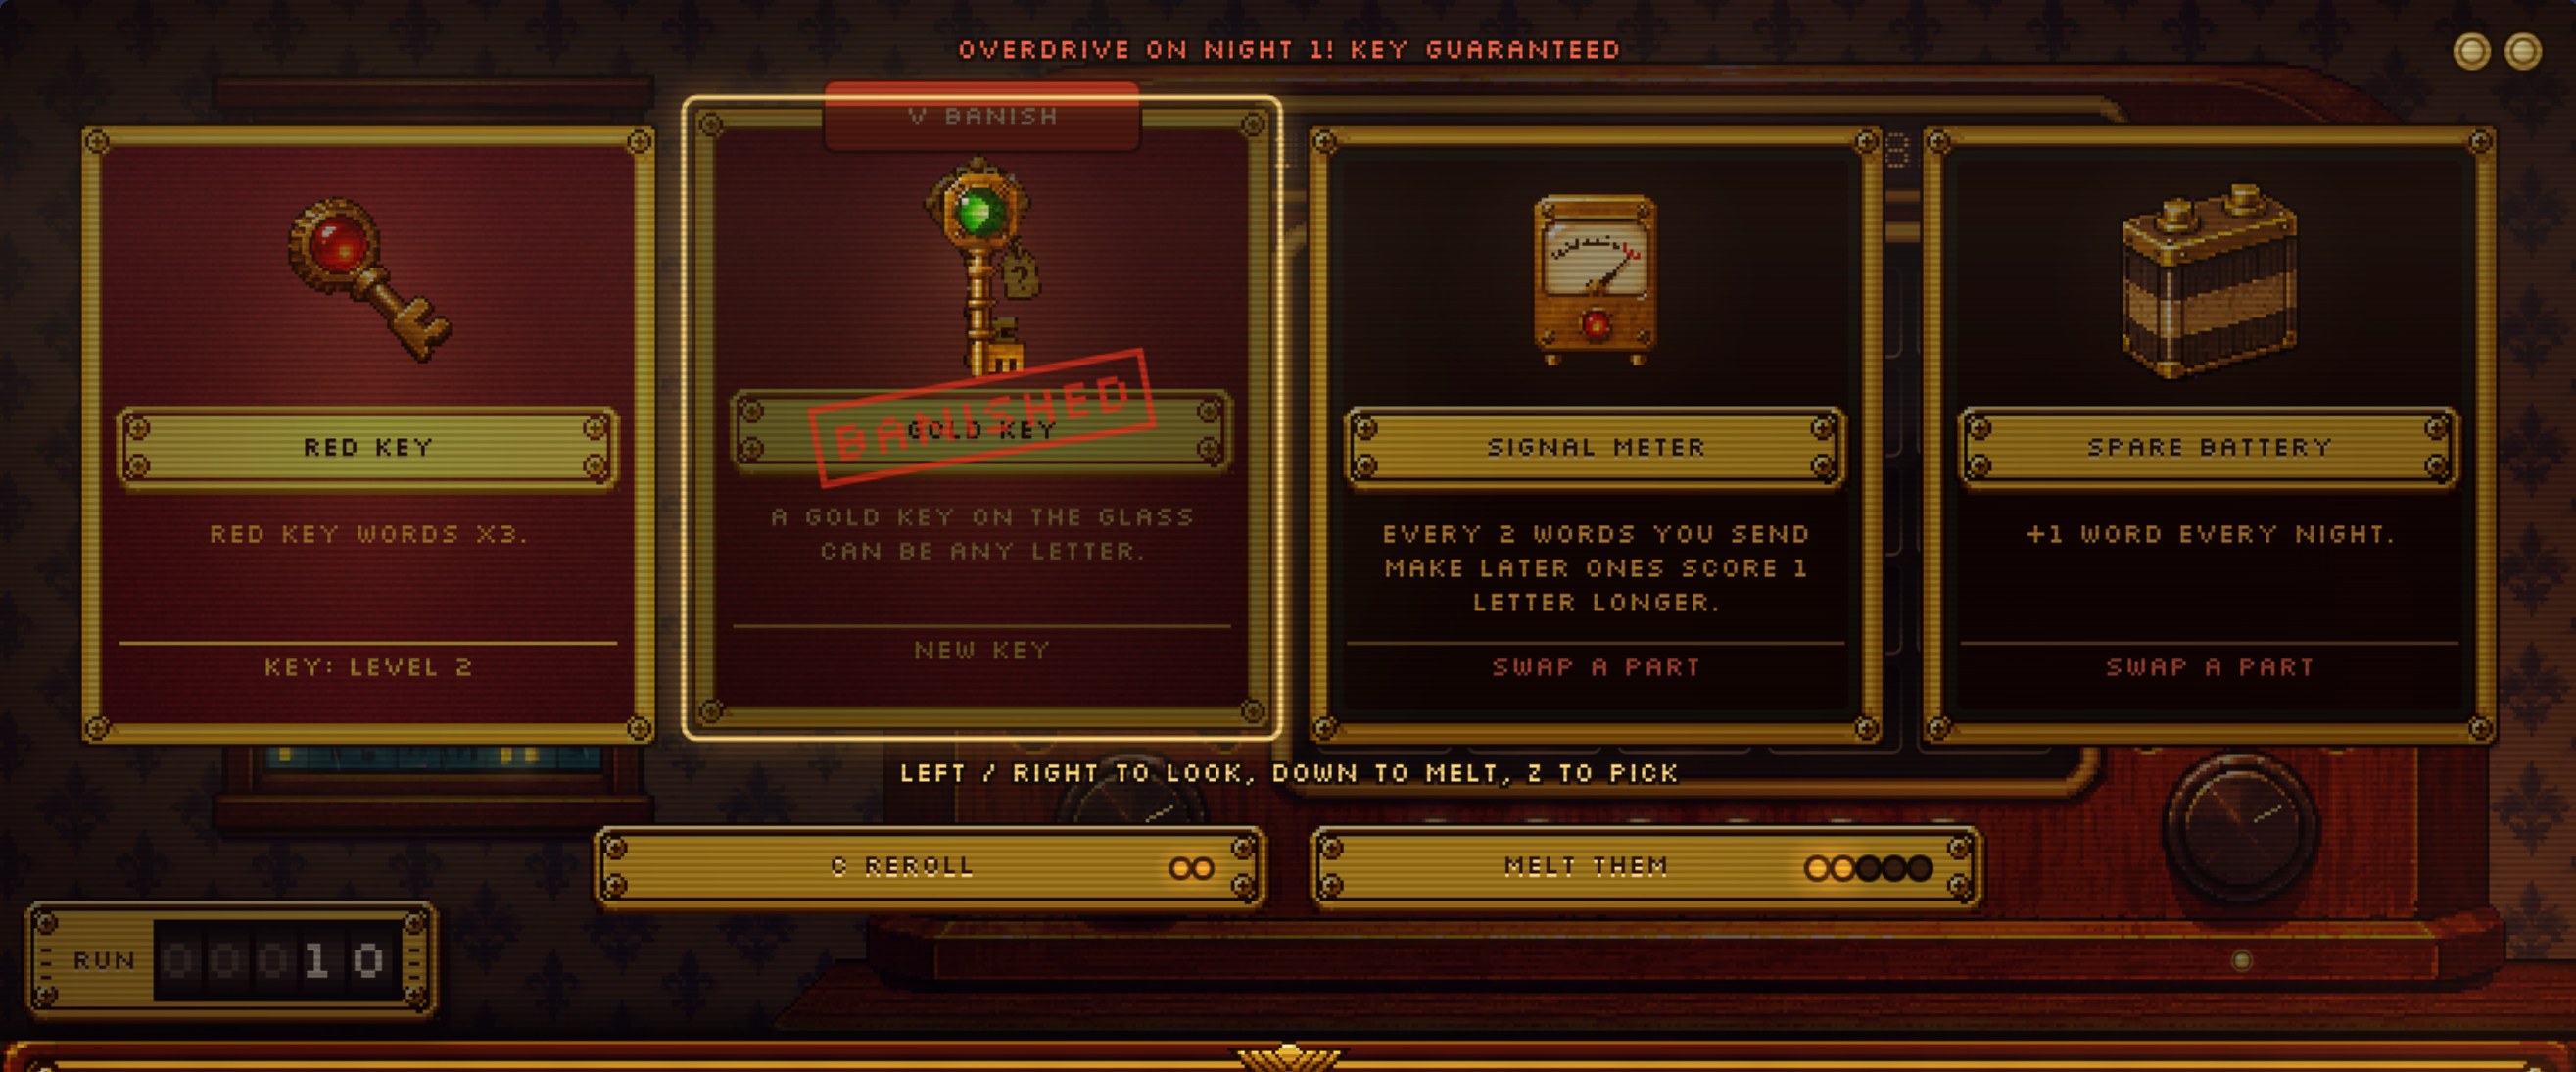 OVERDRIVE ON NIGHT 1! KEY GUARANTEED
V BANISH
RED KEY
RED KEY WORDS X3.
KEY: LEVEL 2
GOLD KEY
BANISHED
A GOLD KEY ON THE GLASS
CAN BE ANY LETTER.
NEW KEY
SIGNAL METER
EVERY 2 WORDS YOU SEND
MAKE LATER ONES SCORE 1
LETTER LONGER.
SWAP A PART
SPARE BATTERY
+1 WORD EVERY NIGHT.
SWAP A PART
LEFT / RIGHT TO LOOK, DOWN TO MELT, Z TO PICK
C REROLL
MELT THEM
RUN 00010